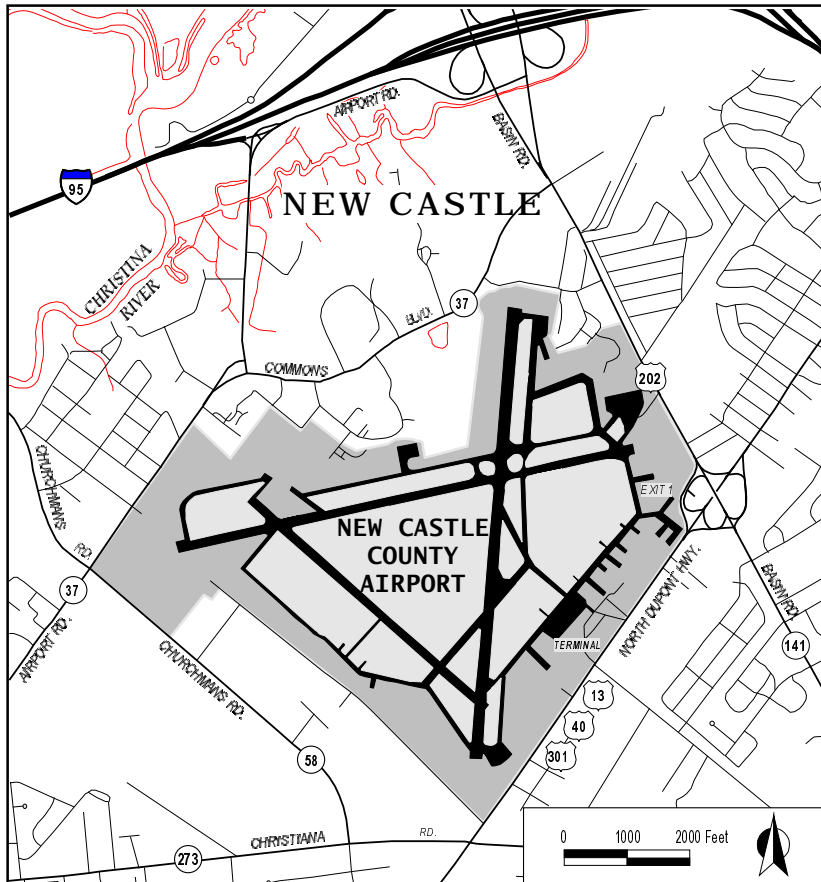 AIRPORT RD.
BASIN RD.
95
NEW CASTLE
CHRISTINA
RIVER
37
BLVD.
COMMONS
202
CHURCHMANS
RD.
EXIT 1
NEW CASTLE
COUNTY
AIRPORT
37
AIRPORT RD.
CHURCHMANS RD.
NORTH DUPONT HWY.
BASIN RD.
TERMINAL
141
13
40
301
58
CHRYSTIANA
RD.
273
0 1000 2000 Feet